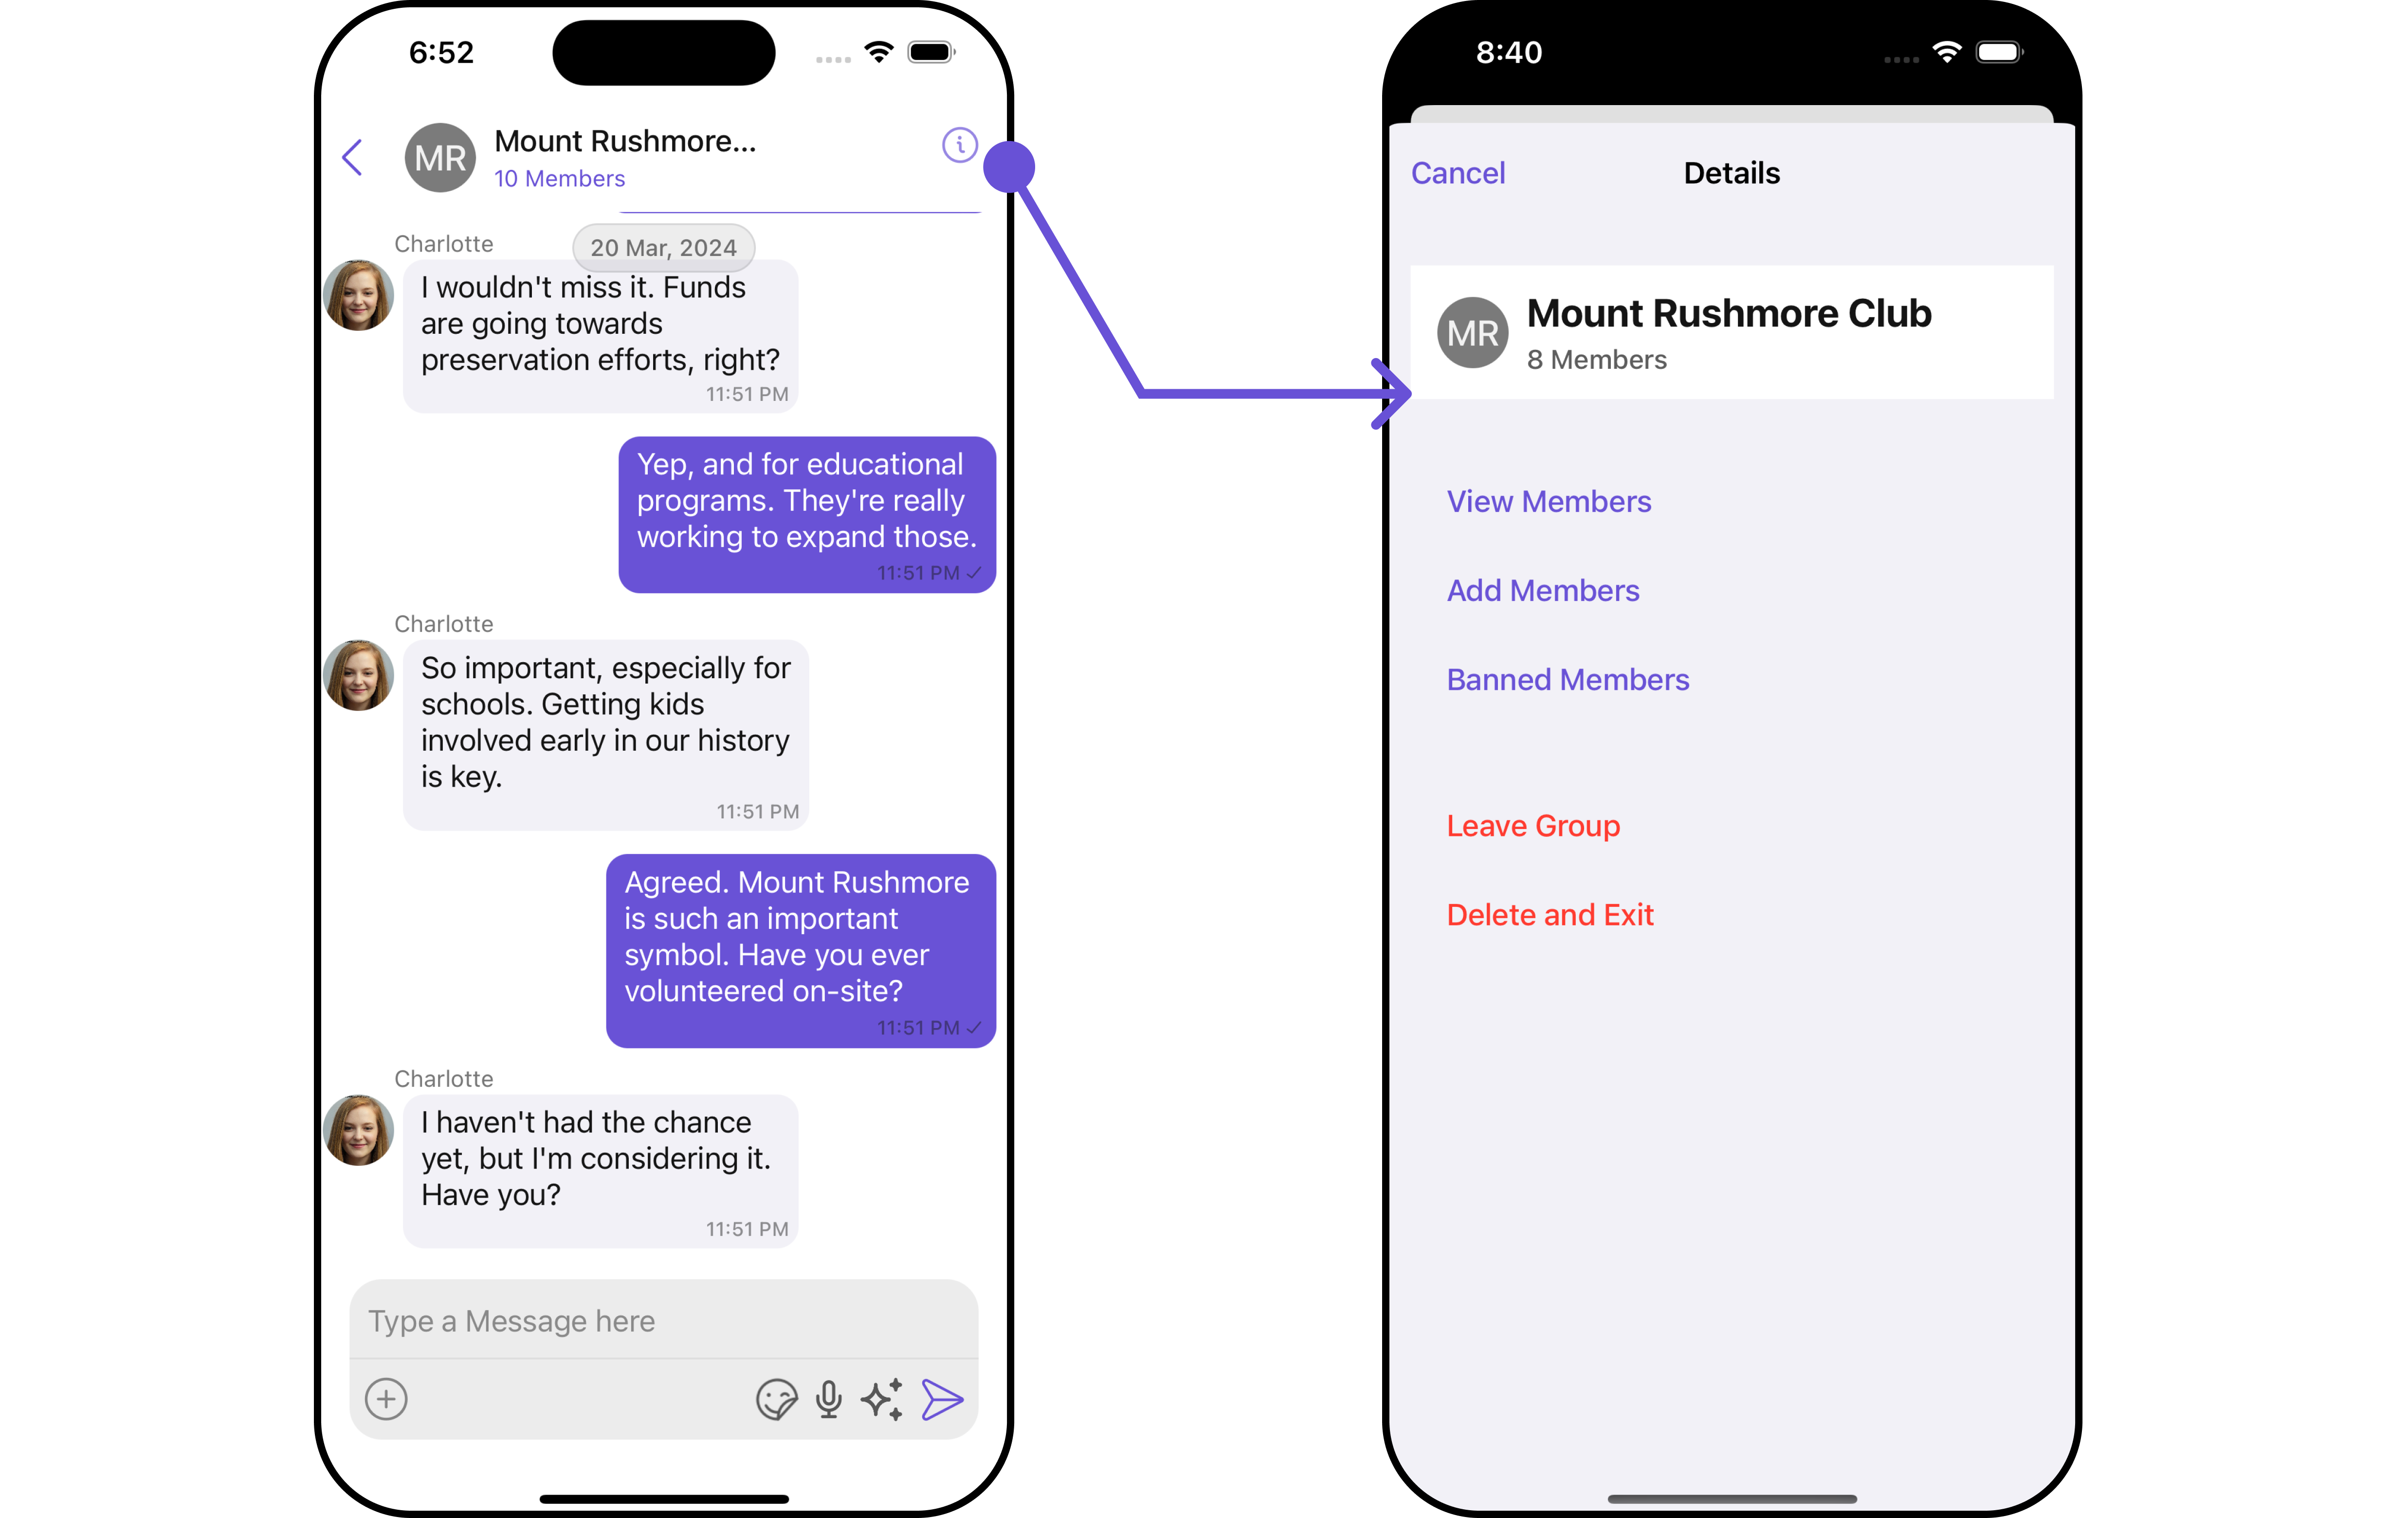 6:52
MR
Mount Rushmore...
10 Members
Charlotte
20 Mar, 2024
I wouldn't miss it. Funds
are going towards
preservation efforts, right?
11:51 PM
Yep, and for educational
programs. They're really
working to expand those.
11:51 PM
Charlotte
So important, especially for
schools. Getting kids
involved early in our history
is key.
11:51 PM
Agreed. Mount Rushmore
is such an important
symbol. Have you ever
volunteered on-site?
11:51 PM
Charlotte
I haven't had the chance
yet, but I'm considering it.
Have you?
11:51 PM
Type a Message here
8:40
Cancel
Details
MR
Mount Rushmore Club
8 Members
View Members
Add Members
Banned Members
Leave Group
Delete and Exit